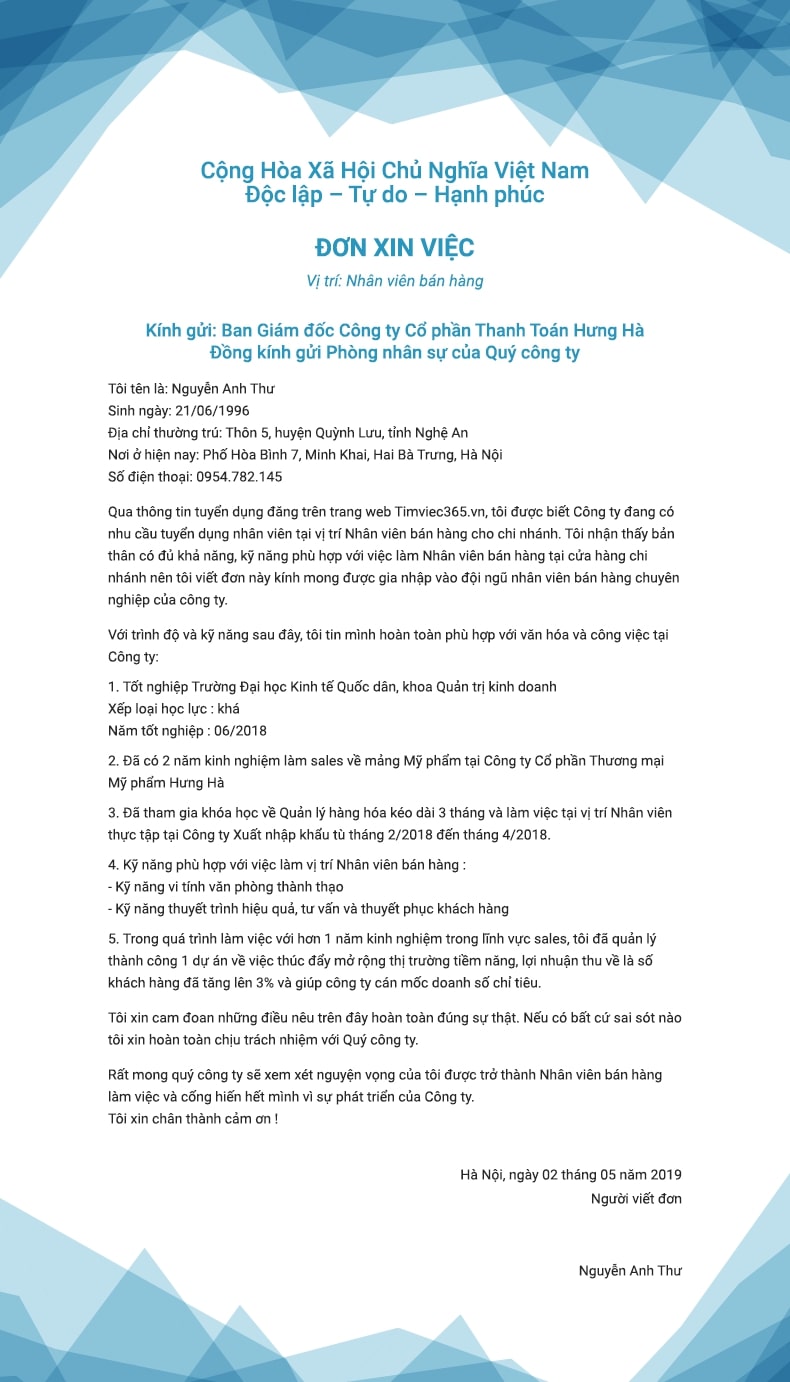 Cộng Hòa Xã Hội Chủ Nghĩa Việt Nam
Độc lập – Tự do – Hạnh phúc
ĐƠN XIN VIỆC
Vị trí: Nhân viên bán hàng
Kính gửi: Ban Giám đốc Công ty Cổ phần Thanh Toán Hưng Hà
Đồng kính gửi Phòng nhân sự của Quý công ty
Tôi tên là: Nguyễn Anh Thư
Sinh ngày: 21/06/1996
Địa chỉ thường trú: Thôn 5, huyện Quỳnh Lưu, tỉnh Nghệ An
Nơi ở hiện nay: Phố Hòa Bình 7, Minh Khai, Hai Bà Trưng, Hà Nội
Số điện thoại: 0954.782.145
Qua thông tin tuyển dụng đăng trên trang web Timviec365.vn, tôi được biết Công ty đang có
nhu cầu tuyển dụng nhân viên tại vị trí Nhân viên bán hàng cho chi nhánh. Tôi nhận thấy bản
thân có đủ khả năng, kỹ năng phù hợp với việc làm Nhân viên bán hàng tại cửa hàng chi
nhánh nên tôi viết đơn này kính mong được gia nhập vào đội ngũ nhân viên bán hàng chuyên
nghiệp của công ty.
Với trình độ và kỹ năng sau đây, tôi tin mình hoàn toàn phù hợp với văn hóa và công việc tại
Công ty:
1. Tốt nghiệp Trường Đại học Kinh tế Quốc dân, khoa Quản trị kinh doanh
Xếp loại học lực : khá
Năm tốt nghiệp : 06/2018
2. Đã có 2 năm kinh nghiệm làm sales về mảng Mỹ phẩm tại Công ty Cổ phần Thương mại
Mỹ phẩm Hưng Hà
3. Đã tham gia khóa học về Quản lý hàng hóa kéo dài 3 tháng và làm việc tại vị trí Nhân viên
thực tập tại Công ty Xuất nhập khẩu tù tháng 2/2018 đến tháng 4/2018.
4. Kỹ năng phù hợp với việc làm vị trí Nhân viên bán hàng :
- Kỹ năng vi tính văn phòng thành thạo
- Kỹ năng thuyết trình hiệu quả, tư vấn và thuyết phục khách hàng
5. Trong quá trình làm việc với hơn 1 năm kinh nghiệm trong lĩnh vực sales, tôi đã quản lý
thành công 1 dự án về việc thúc đẩy mở rộng thị trường tiềm năng, lợi nhuận thu về là số
khách hàng đã tăng lên 3% và giúp công ty cán mốc doanh số chỉ tiêu.
Tôi xin cam đoan những điều nêu trên đây hoàn toàn đúng sự thật. Nếu có bất cứ sai sót nào
tôi xin hoàn toàn chịu trách nhiệm với Quý công ty.
Rất mong quý công ty sẽ xem xét nguyện vọng của tôi được trở thành Nhân viên bán hàng
làm việc và cống hiến hết mình vì sự phát triển của Công ty.
Tôi xin chân thành cảm ơn !
Hà Nội, ngày 02 tháng 05 năm 2019
Người viết đơn
Nguyễn Anh Thư